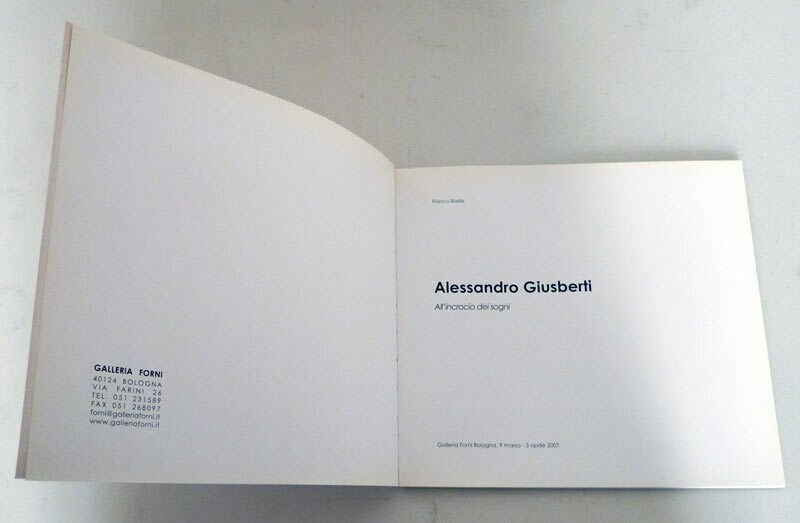 GALLERIA FORNI
40124 BOLOGNA
VIA FARINI 26
TEL. 051 231589
FAX 051 268097
forni@galleriaforni.it
www.galleriaforni.it
Franco Basile
Alessandro Giusberti
All'incrocio dei sogni
Galleria Forni Bologna, 9 marzo - 3 aprile 2007